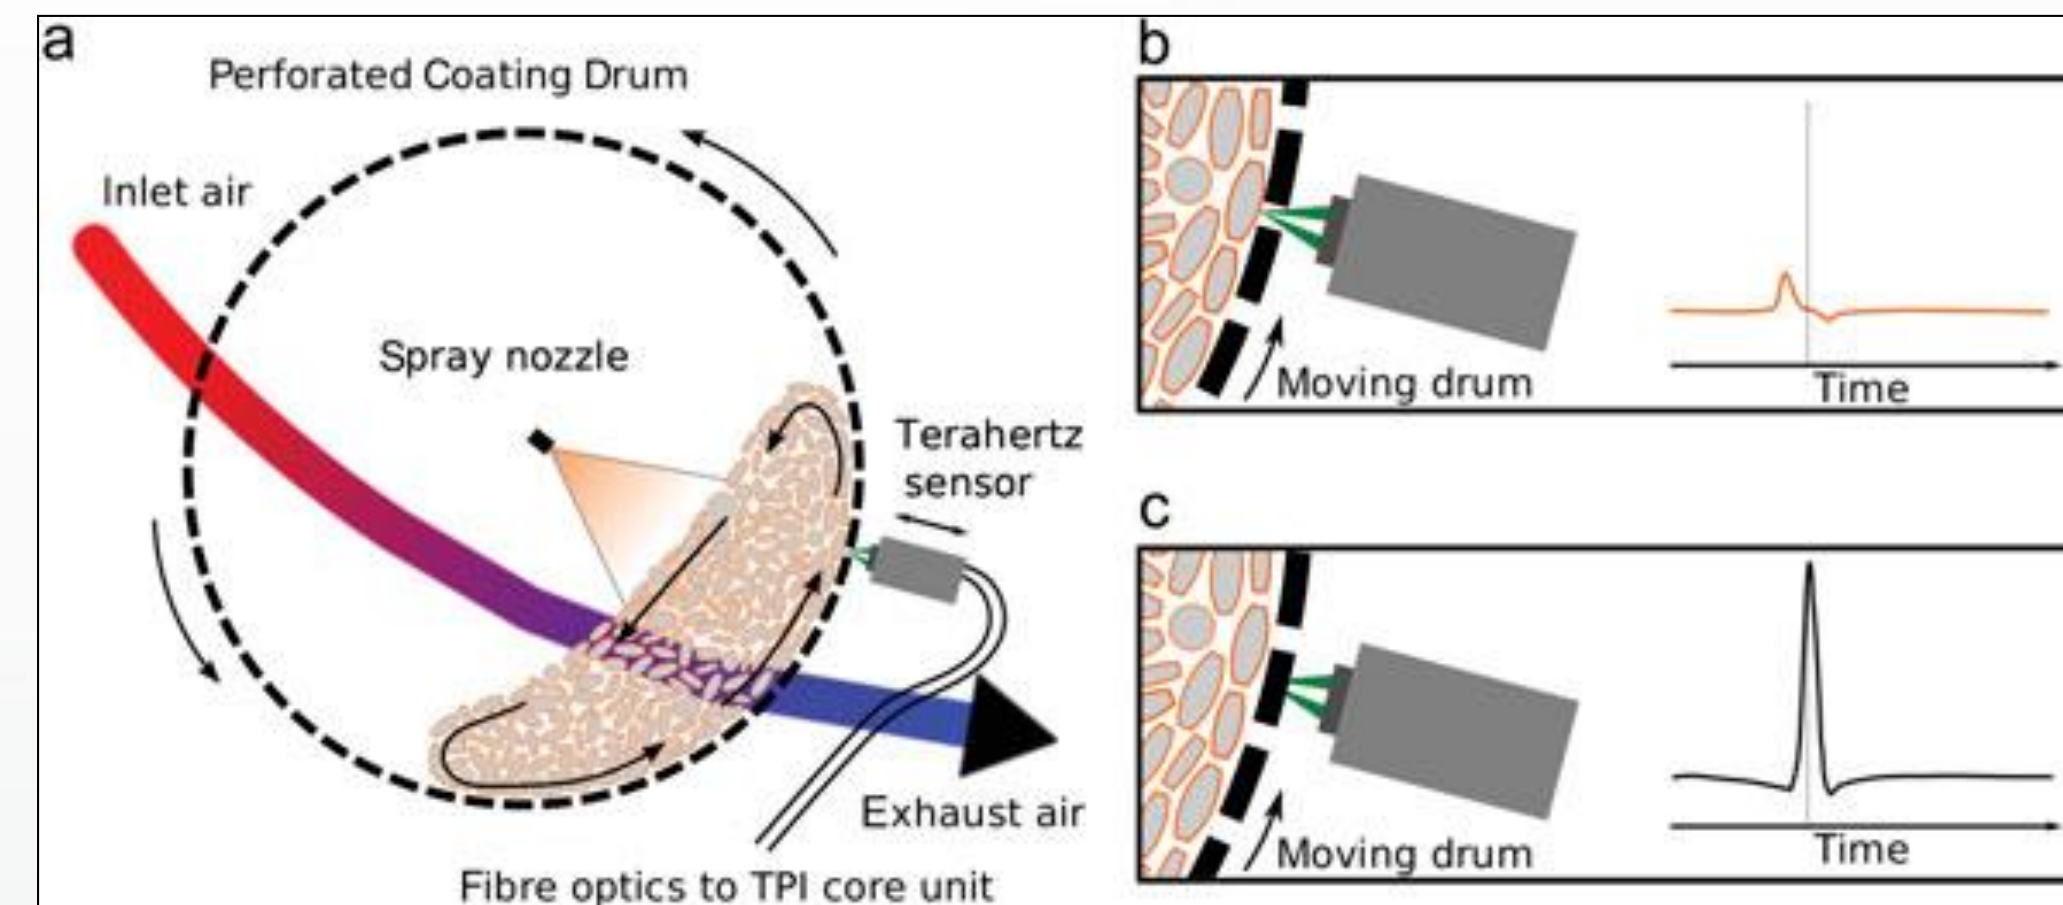 a
Perforated Coating Drum
Inlet air
Spray nozzle
Terahertz
sensor
Exhaust air
Fibre optics to TPI core unit
b
Moving drum
Time
c
Moving drum
Time